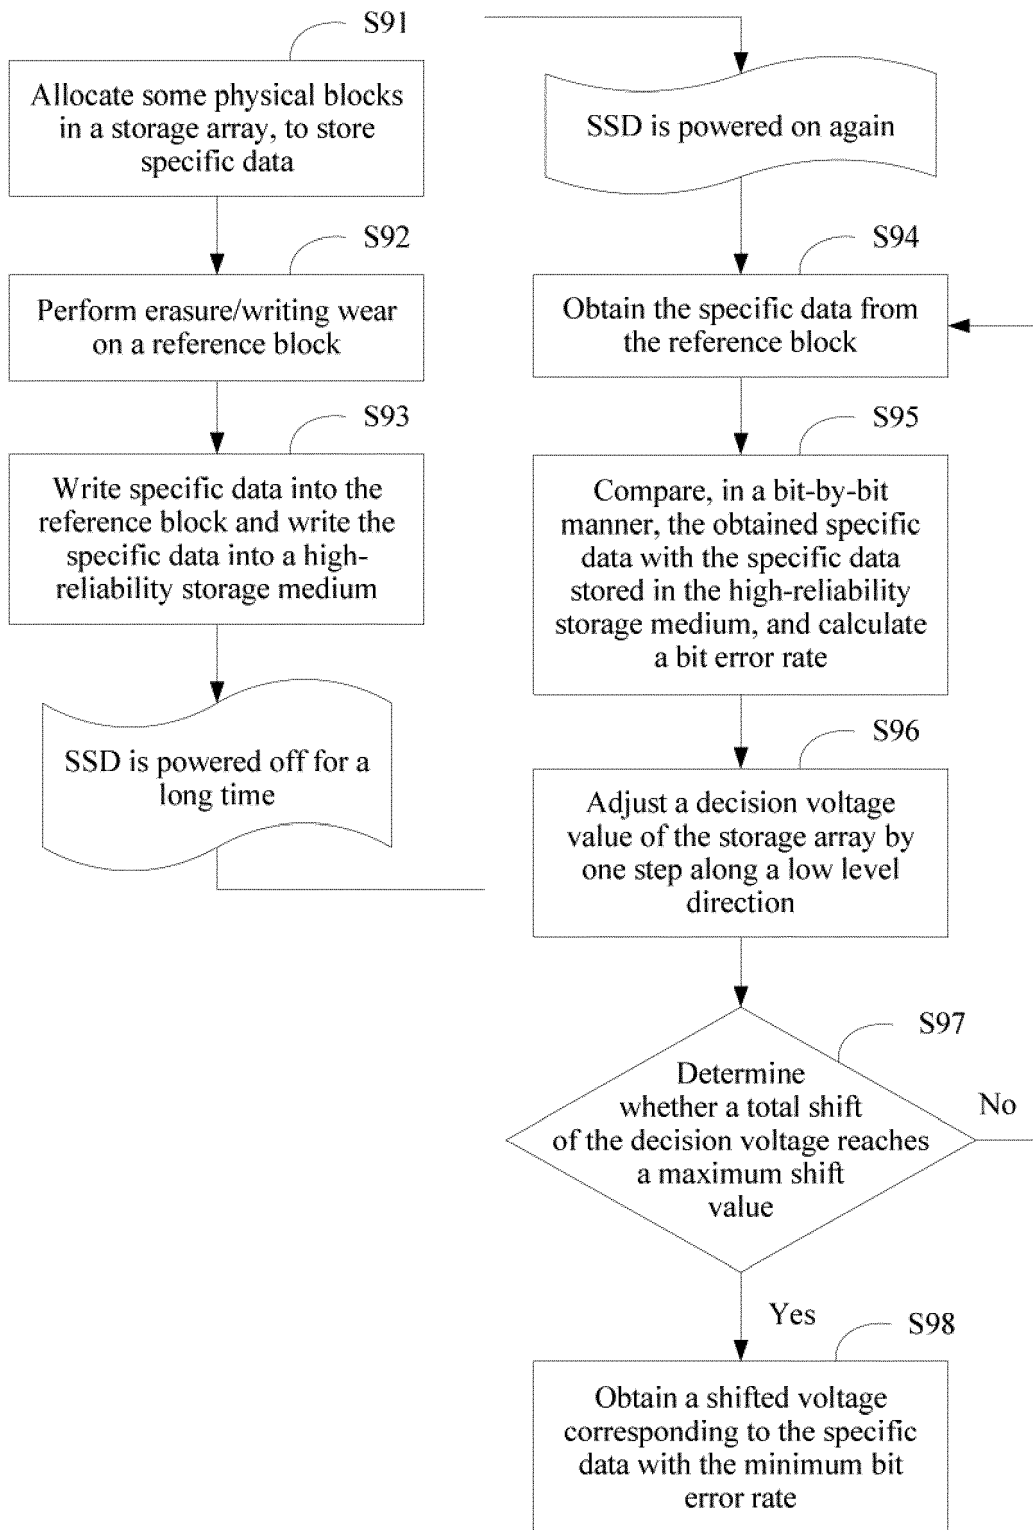 S91
Allocate some physical blocks
in a storage array, to store
specific data
S92
Perform erasure/writing wear
on a reference block
S93
Write specific data into the
reference block and write the
specific data into a high-
reliability storage medium
SSD is powered off for a
long time
SSD is powered on again
S94
Obtain the specific data from
the reference block
S95
Compare, in a bit-by-bit
manner, the obtained specific
data with the specific data
stored in the high-reliability
storage medium, and calculate
a bit error rate
S96
Adjust a decision voltage
value of the storage array by
one step along a low level
direction
S97
Determine
whether a total shift
of the decision voltage reaches
a maximum shift
value
No
Yes
S98
Obtain a shifted voltage
corresponding to the specific
data with the minimum bit
error rate